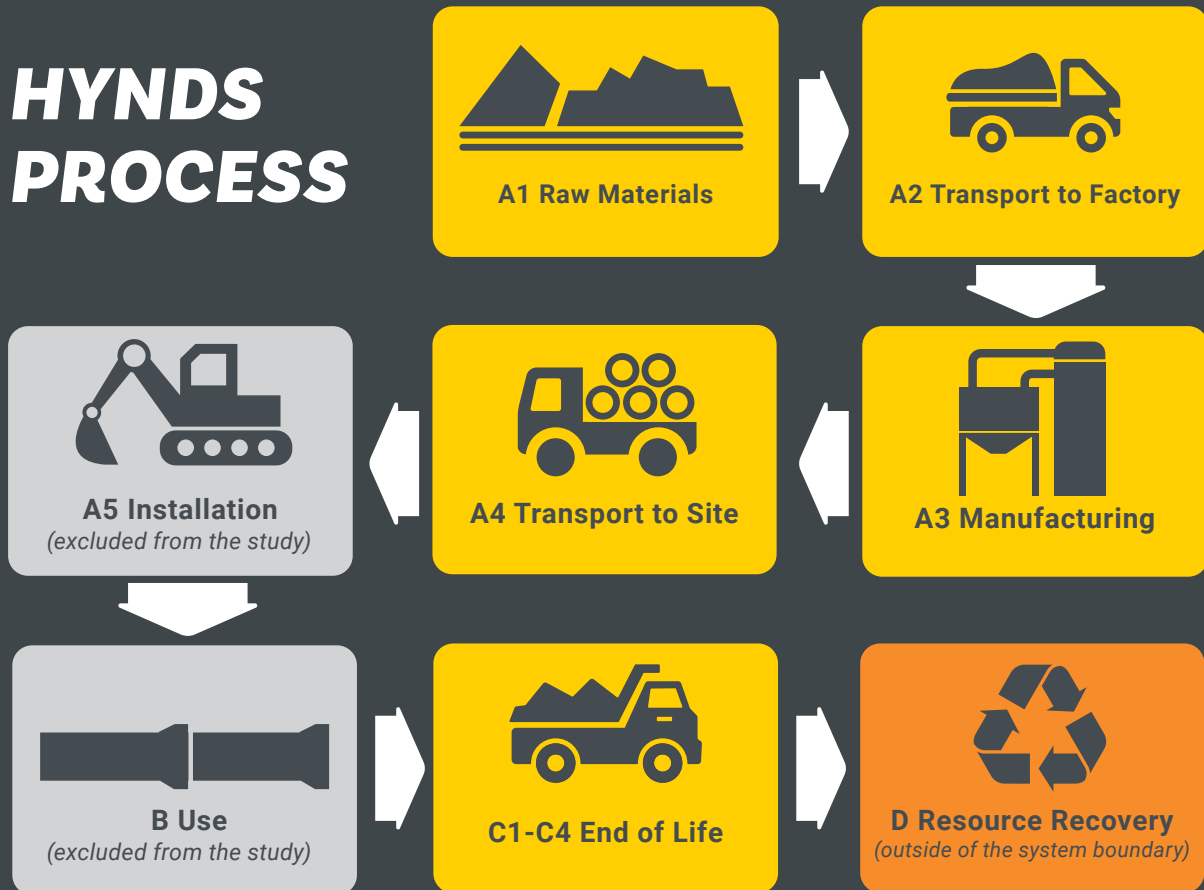 HYNDS
PROCESS
A1 Raw Materials
A2 Transport to Factory
A5 Installation
(excluded from the study)
A4 Transport to Site
A3 Manufacturing
B Use
(excluded from the study)
C1-C4 End of Life
D Resource Recovery
(outside of the system boundary)